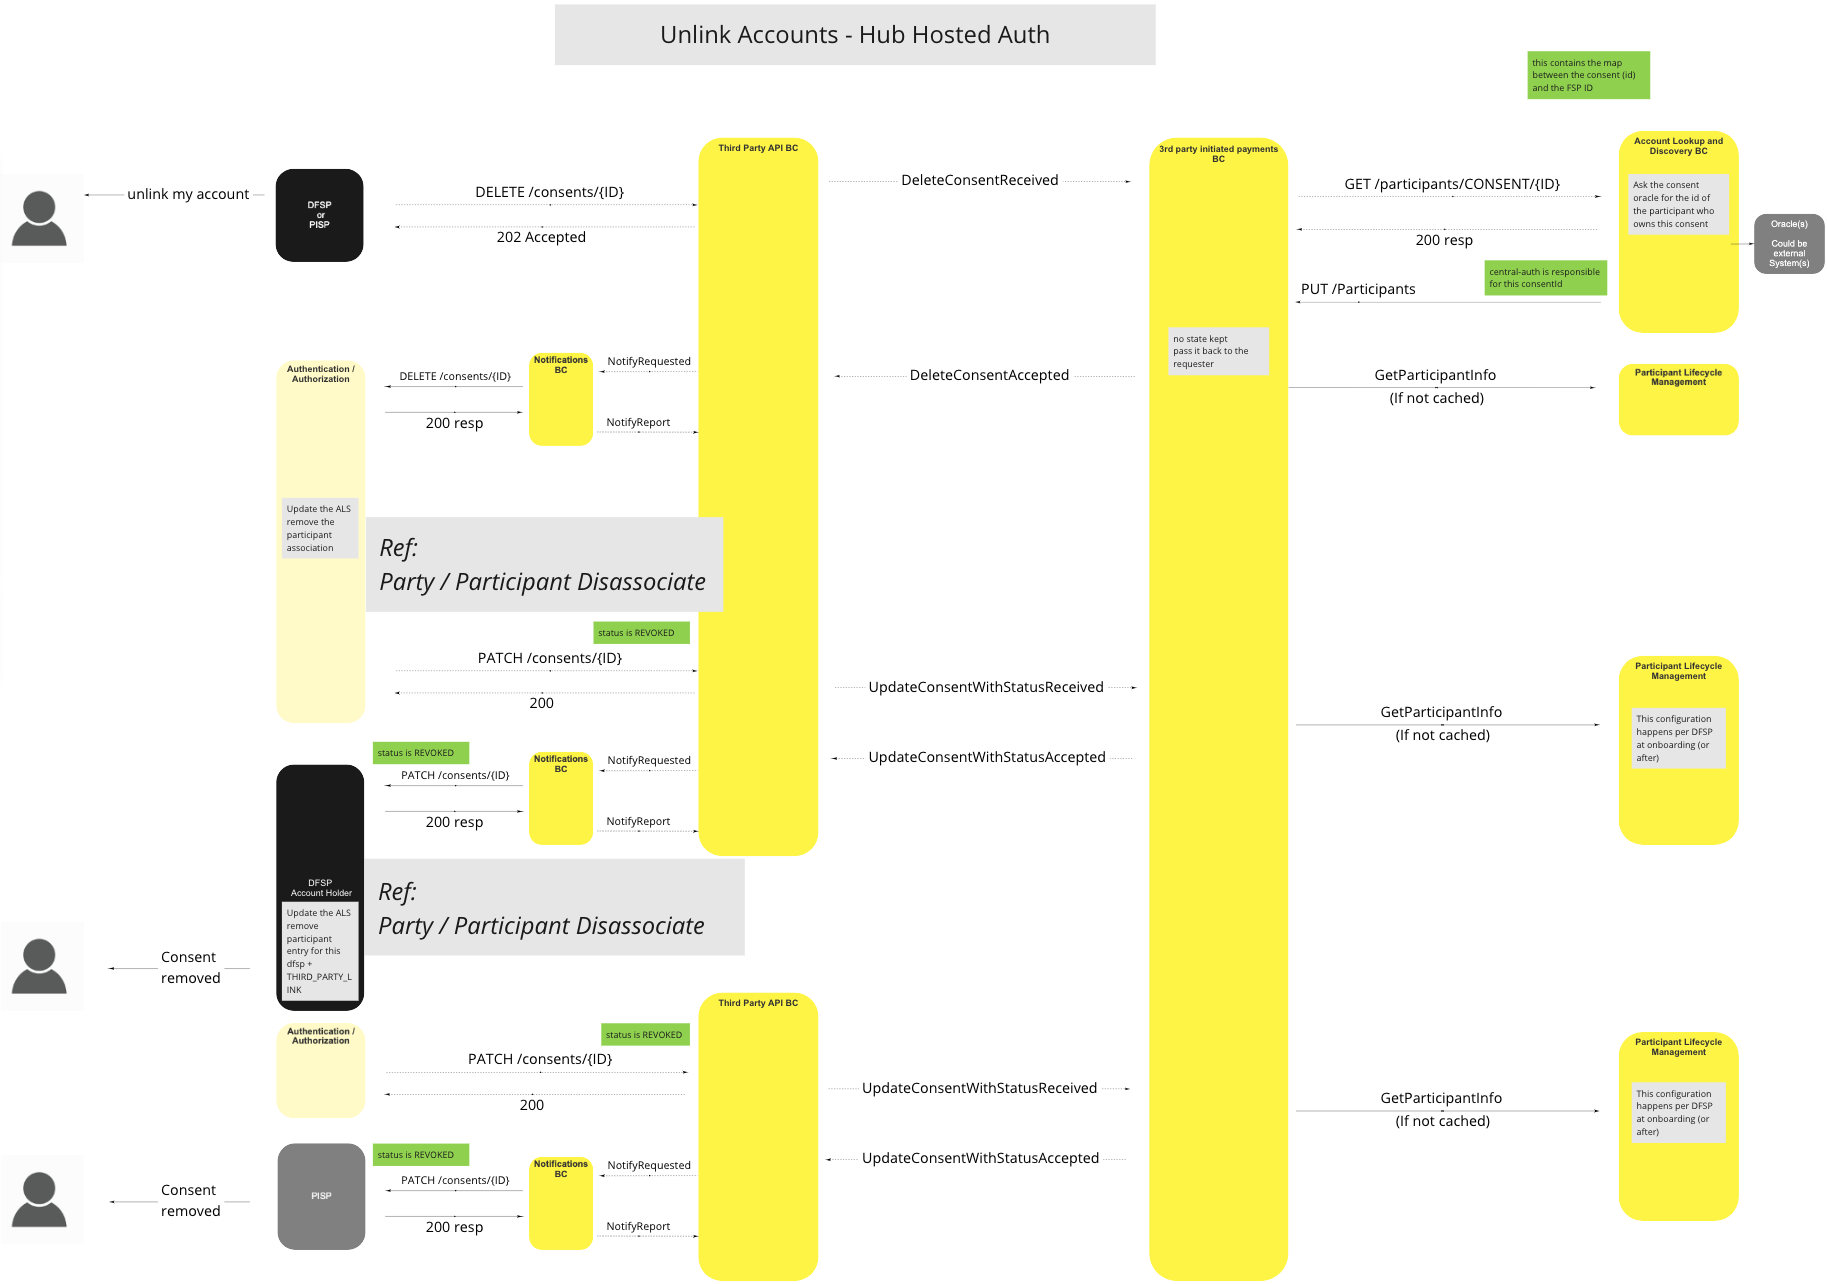 Unlink Accounts - Hub Hosted Auth
this contains the map
between the consent (id)
and the FSP ID
unlink my account
DFSP
or
PISP
DELETE /consents/{ID}
202 Accepted
Third Party API BC
DeleteConsentReceived
3rd party initiated payments
BC
GET /participants/CONSENT/{ID}
200 resp
Account Lookup and
Discovery BC
Ask the consent
oracle for the id of
the participant who
owns this consent
Oracle(s)
Could be
external
System(s)
central-auth is responsible
for this consentId
PUT /Participants
no state kept
pass it back to the
requester
Authentication /
Authorization
DELETE /consents/{ID}
200 resp
Notifications
BC
NotifyRequested
NotifyReport
DeleteConsentAccepted
GetParticipantInfo
(If not cached)
Participant Lifecycle
Management
Update the ALS
remove the
participant
association
Ref:
Party / Participant Disassociate
status is REVOKED
PATCH /consents/{ID}
200
UpdateConsentWithStatusReceived
GetParticipantInfo
(If not cached)
Participant Lifecycle
Management
This configuration
happens per DFSP
at onboarding (or
after)
status is REVOKED
PATCH /consents/{ID}
200 resp
Notifications
BC
NotifyRequested
NotifyReport
UpdateConsentWithStatusAccepted
DFSP
Account Holder
Update the ALS
remove
participant
entry for this
dfsp +
THIRD_PARTY_L
INK
Ref:
Party / Participant Disassociate
Consent
removed
Authentication /
Authorization
status is REVOKED
PATCH /consents/{ID}
200
Third Party API BC
UpdateConsentWithStatusReceived
GetParticipantInfo
(If not cached)
Participant Lifecycle
Management
This configuration
happens per DFSP
at onboarding (or
after)
Consent
removed
PISP
status is REVOKED
PATCH /consents/{ID}
200 resp
Notifications
BC
NotifyRequested
NotifyReport
UpdateConsentWithStatusAccepted